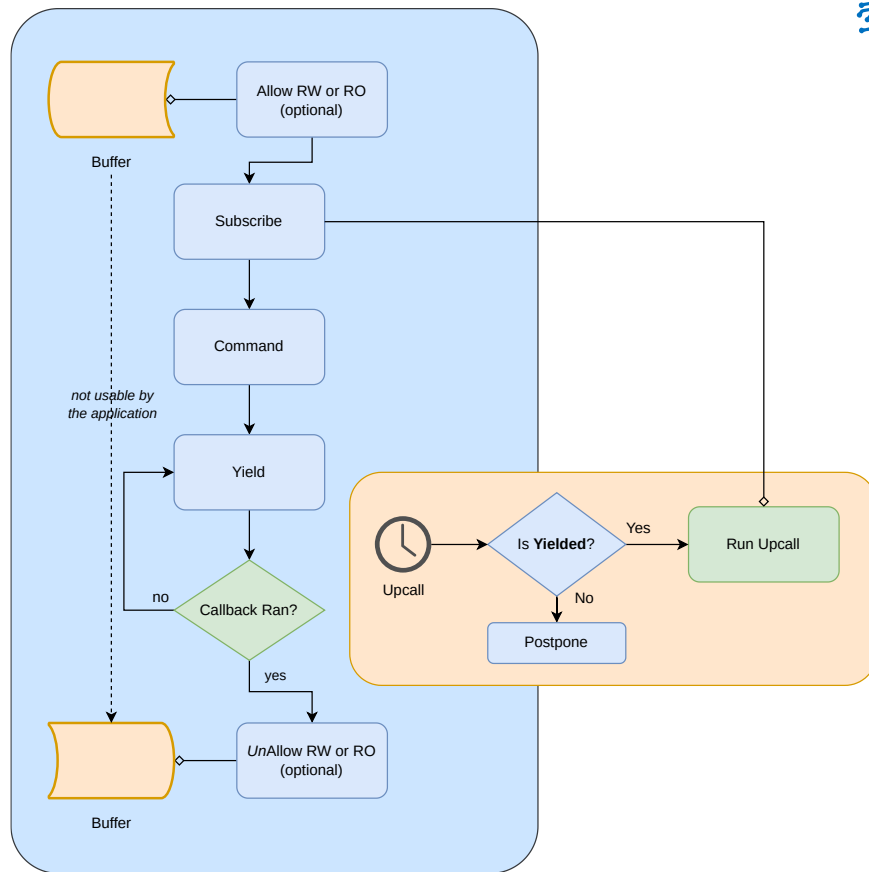 Allow RW or RO
(optional)
Buffer
Subscribe
Command
not usable by
the application
Yield
Upcall
Is Yielded?
Yes
Run Upcall
No
Postpone
no
Callback Ran?
yes
UnAllow RW or RO
(optional)
Buffer